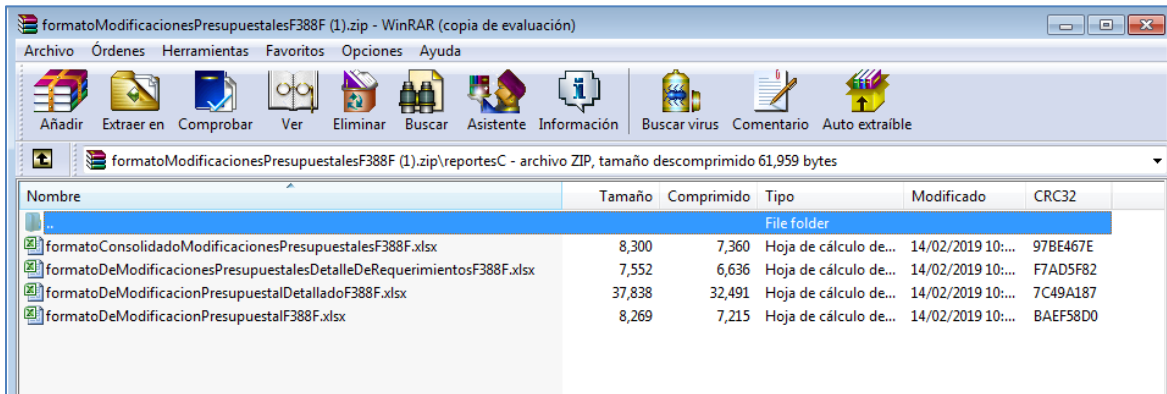 formatoModificacionesPresupuestalesF388F (1).zip - WinRAR (copia de evaluación)
Archivo Órdenes Herramientas Favoritos Opciones Ayuda
Añadir Extraer en Comprobar Ver Eliminar Buscar Asistente Información Buscar virus Comentario Auto extraíble
formatoModificacionesPresupuestalesF388F (1).zip\reportesC - archivo ZIP, tamaño descomprimido 61,959 bytes
Nombre Tamaño Comprimido Tipo Modificado CRC32
.. File folder
formatoConsolidadoModificacionesPresupuestalesF388F.xlsx 8,300 7,360 Hoja de cálculo de... 14/02/2019 10:... 97BE467E
formatoDeModificacionesPresupuestalesDetalleDeRequerimientosF388F.xlsx 7,552 6,636 Hoja de cálculo de... 14/02/2019 10:... F7AD5F82
formatoDeModificacionPresupuestalDetalladoF388F.xlsx 37,838 32,491 Hoja de cálculo de... 14/02/2019 10:... 7C49A187
formatoDeModificacionPresupuestalF388F.xlsx 8,269 7,215 Hoja de cálculo de... 14/02/2019 10:... BAEF58D0